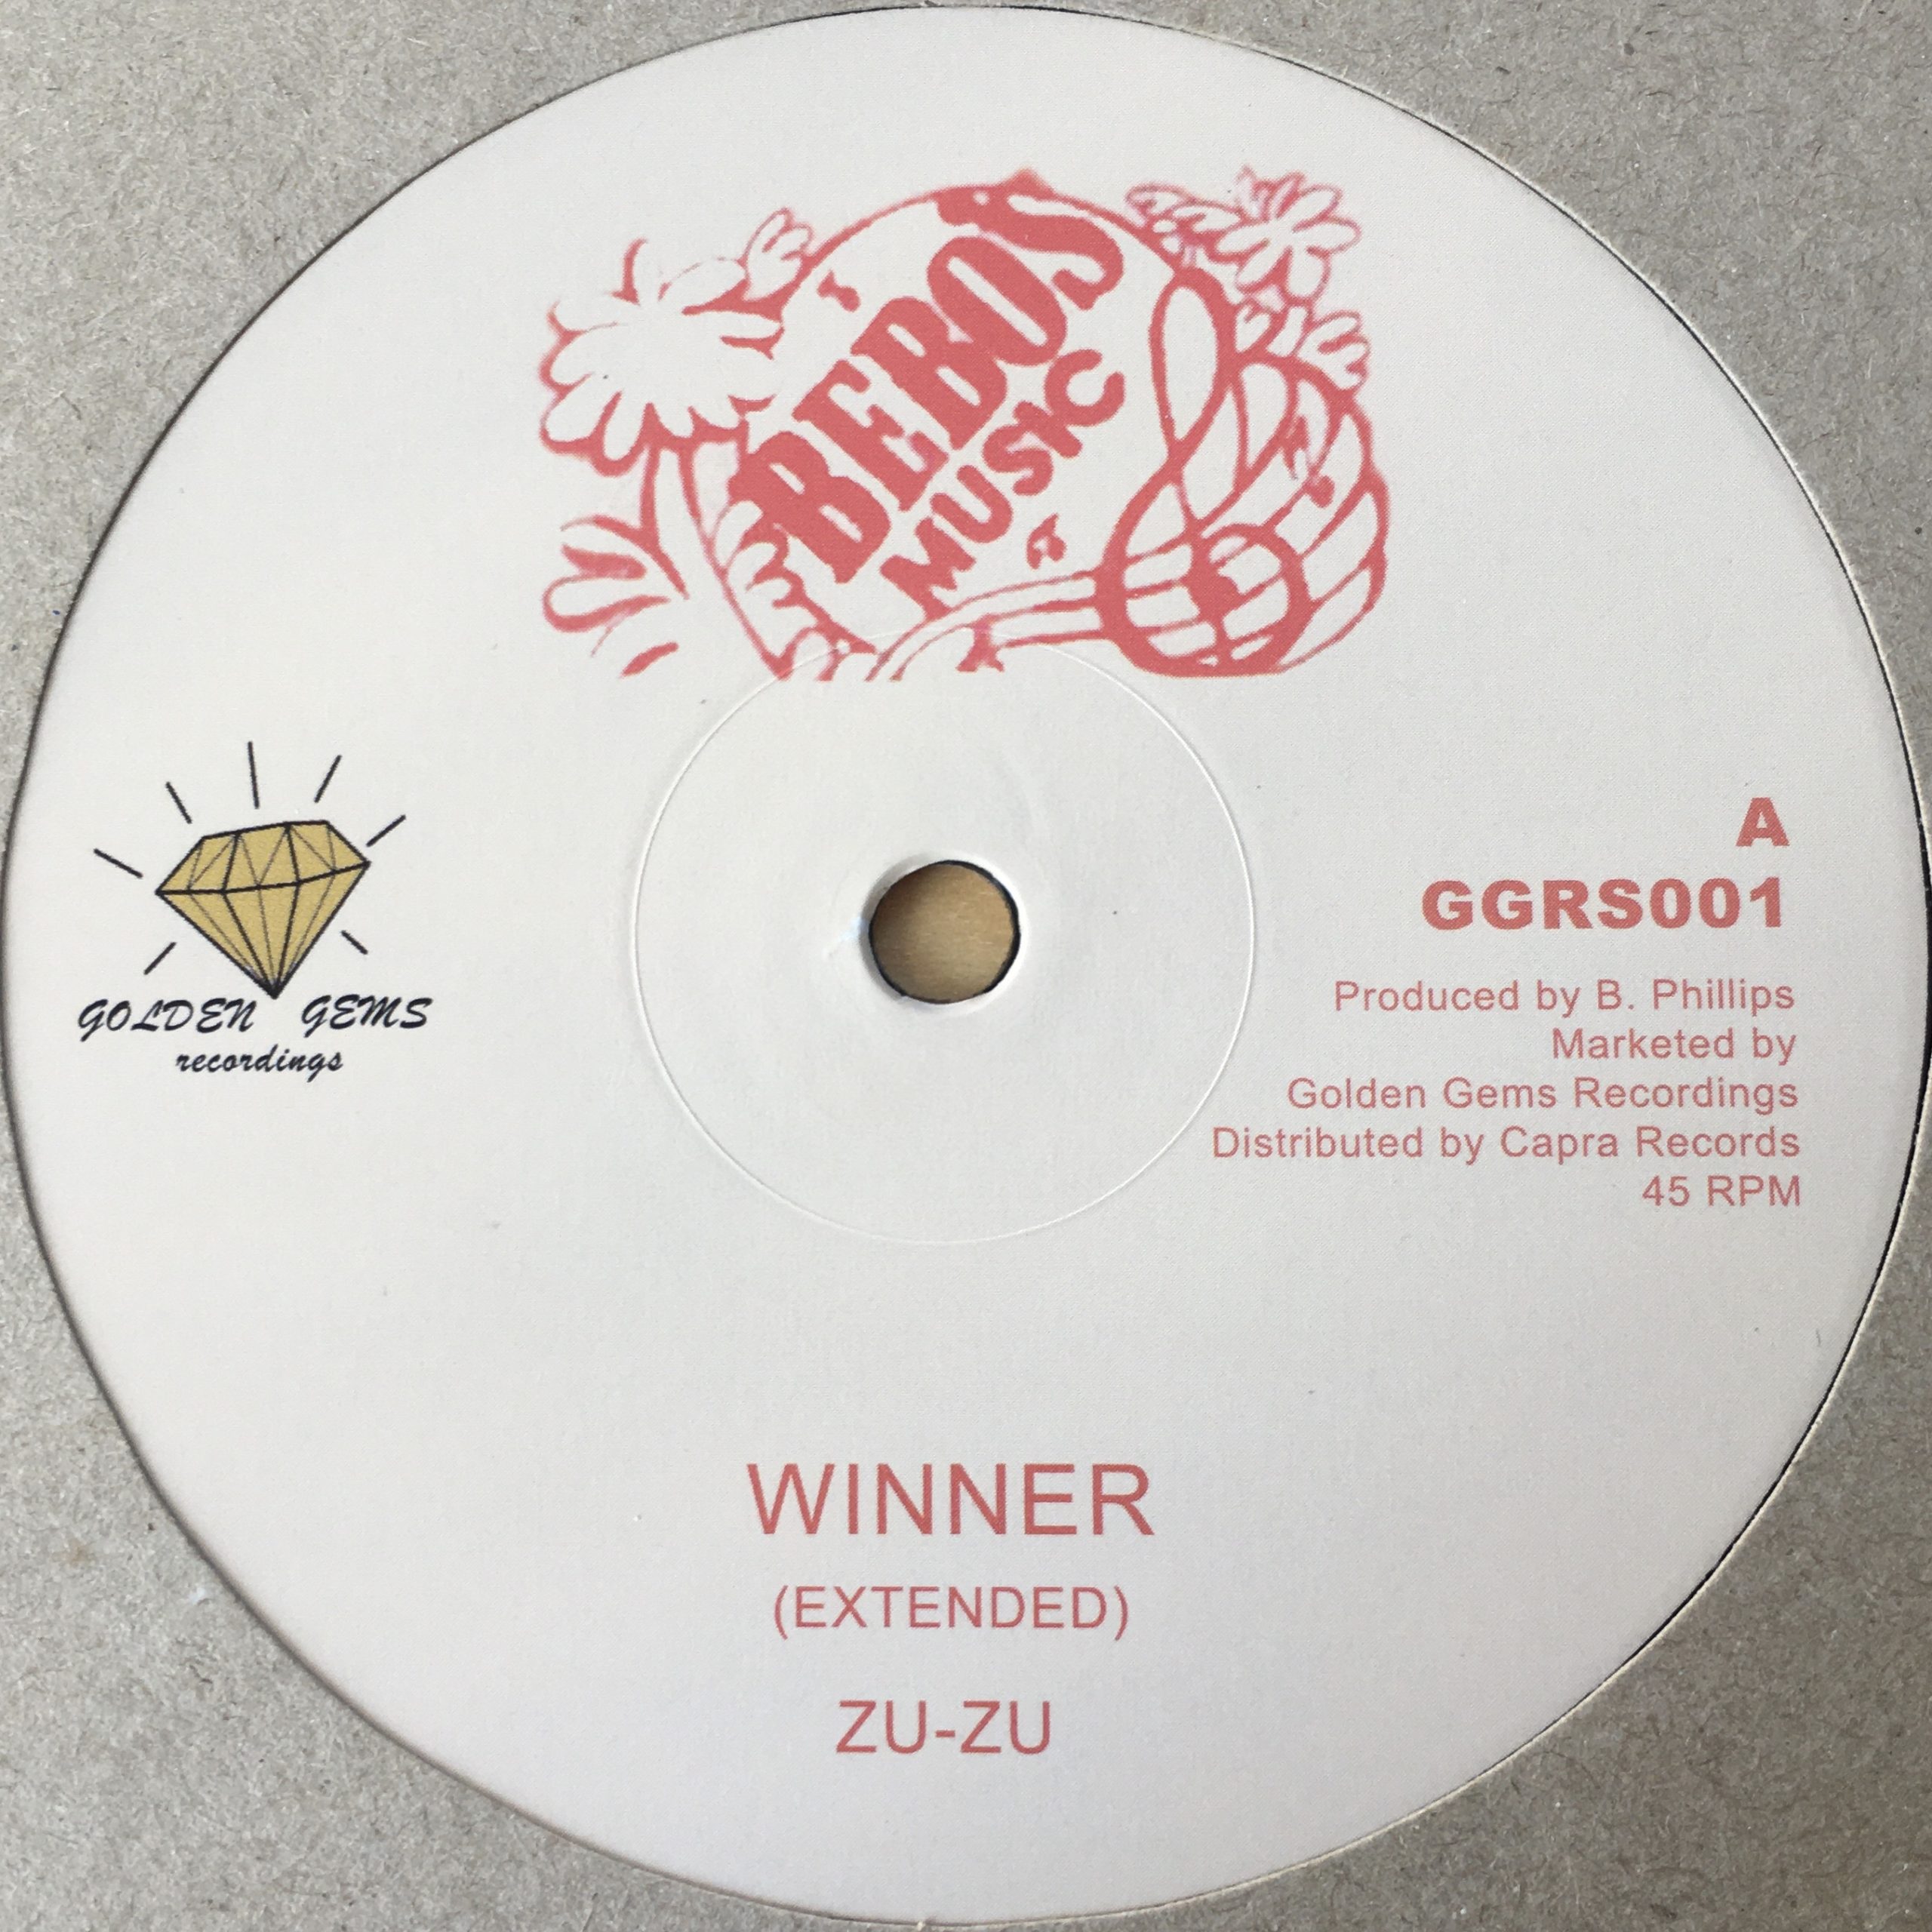 BEBO'S
MUSIC
GOLDEN GEMS
recordings
A
GGRS001
Produced by B. Phillips
Marketed by
Golden Gems Recordings
Distributed by Capra Records
45 RPM
WINNER
(EXTENDED)
ZU-ZU